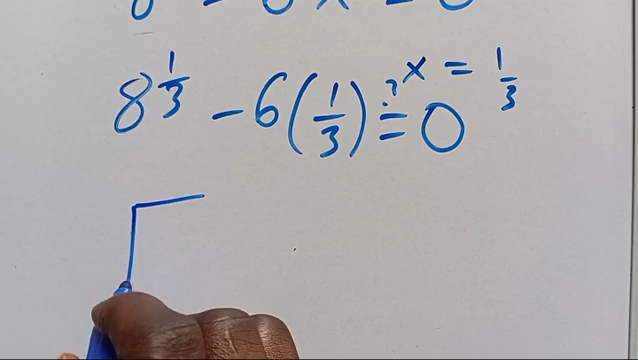 x = 1/3
8^(1/3) - 6(1/3) ?= 0